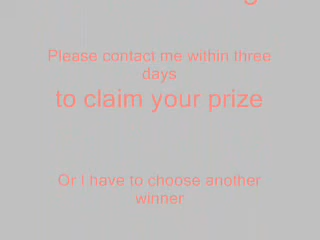 Please contact me within three
days
to claim your prize
Or I have to choose another
winner